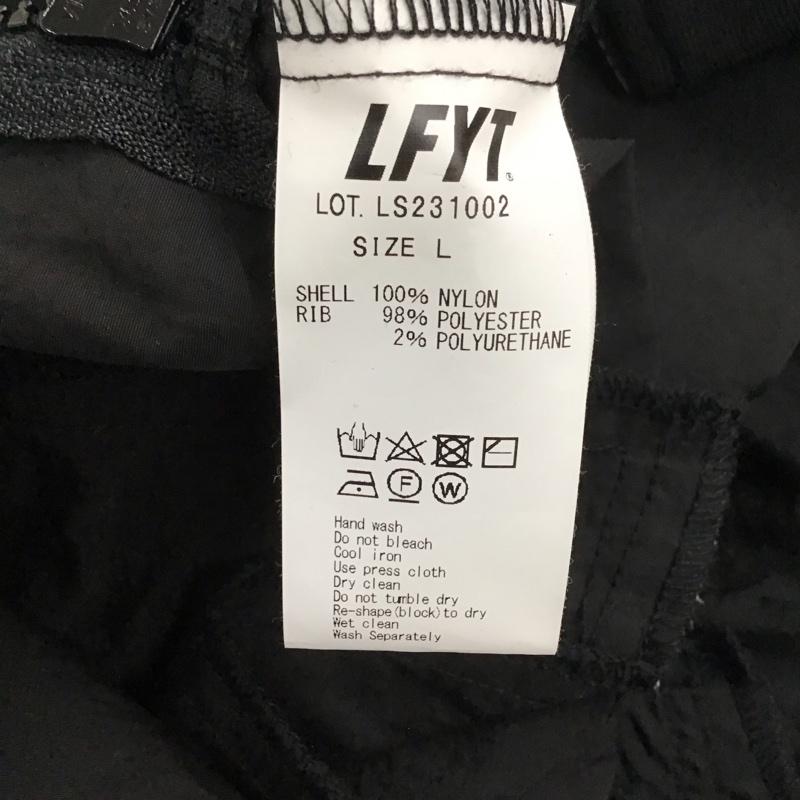 LFYT®
LOT. LS231002
SIZE L
SHELL 100% NYLON
RIB 98% POLYESTER
2% POLYURETHANE
F W
Hand wash
Do not bleach
Cool iron
Use press cloth
Dry clean
Do not tumble dry
Re-shape(block)to dry
Wet clean
Wash Separately